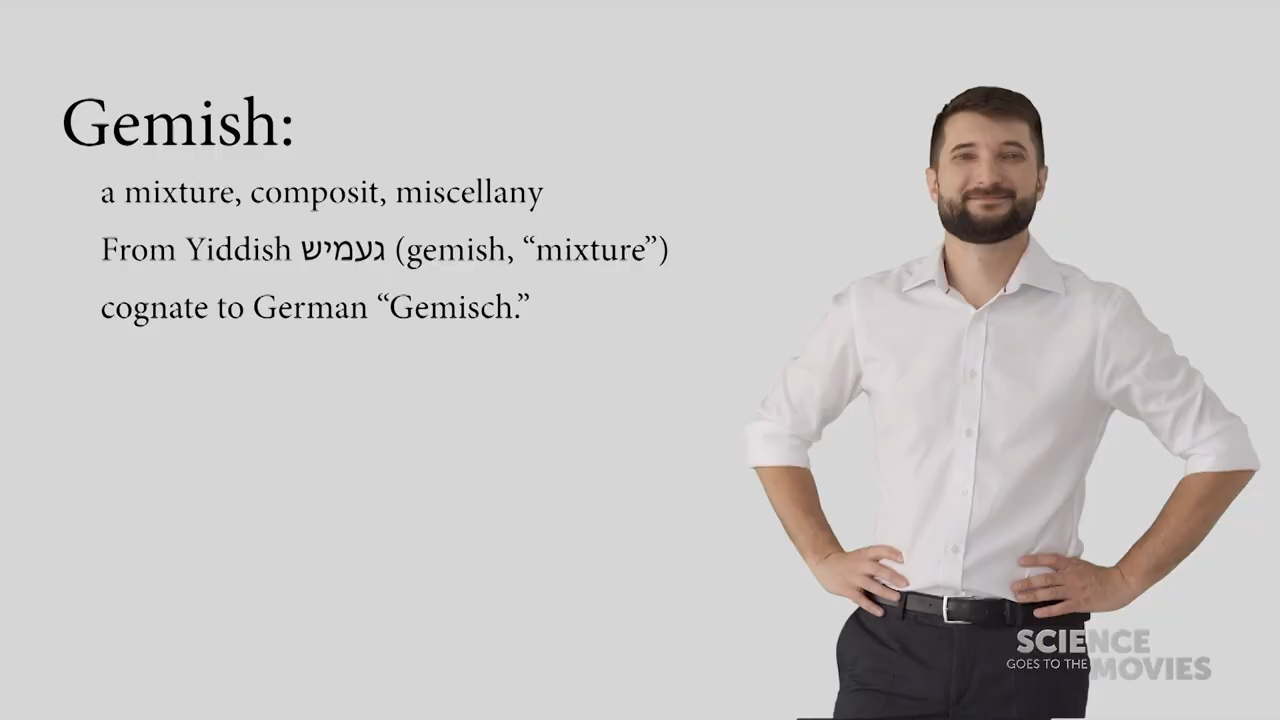 Gemish:
a mixture, composit, miscellany
From Yiddish געמיש (gemish, “mixture”)
cognate to German “Gemisch.”
SCIENCE
GOES TO THE MOVIES